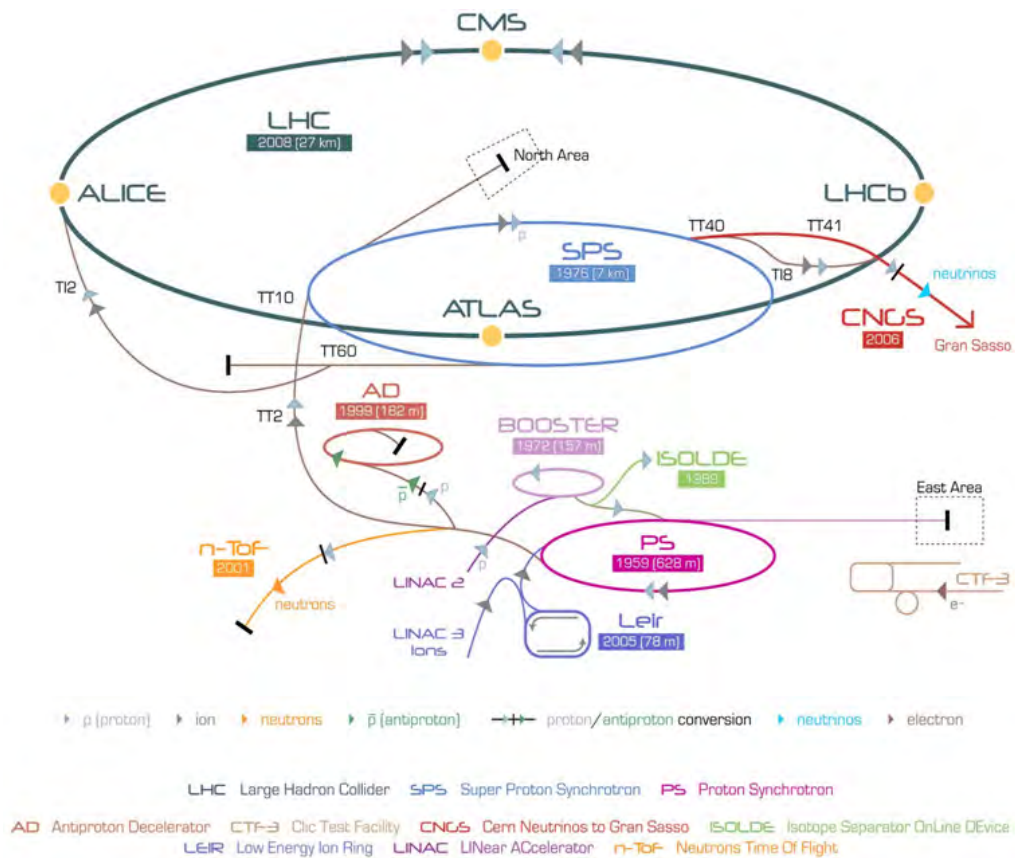 CMS
LHC
2008 (27 km)
North Area
ALICE
LHCb
TT40
TT41
p
SPS
1976 (7 km)
TI8
neutrinos
TI2
TT10
ATLAS
CNGS
2006
Gran Sasso
TT60
AD
1999 (182 m)
TT2
BOOSTER
1972 (157 m)
ISOLDE
1989
p̄
p
East Area
n-ToF
2001
PS
1959 (628 m)
LINAC 2
p
neutrons
CTF-3
e-
LINAC 3
Ions
Leir
2005 (78 m)
p (proton)
ion
neutrons
p̄ (antiproton)
proton/antiproton conversion
neutrinos
electron
LHC Large Hadron Collider SPS Super Proton Synchrotron PS Proton Synchrotron
AD Antiproton Decelerator CTF-3 Clic Test Facility CNGS Cern Neutrinos to Gran Sasso ISOLDE Isotope Separator OnLine DEvice
LEIR Low Energy Ion Ring LINAC LINear ACcelerator n-ToF Neutrons Time Of Flight